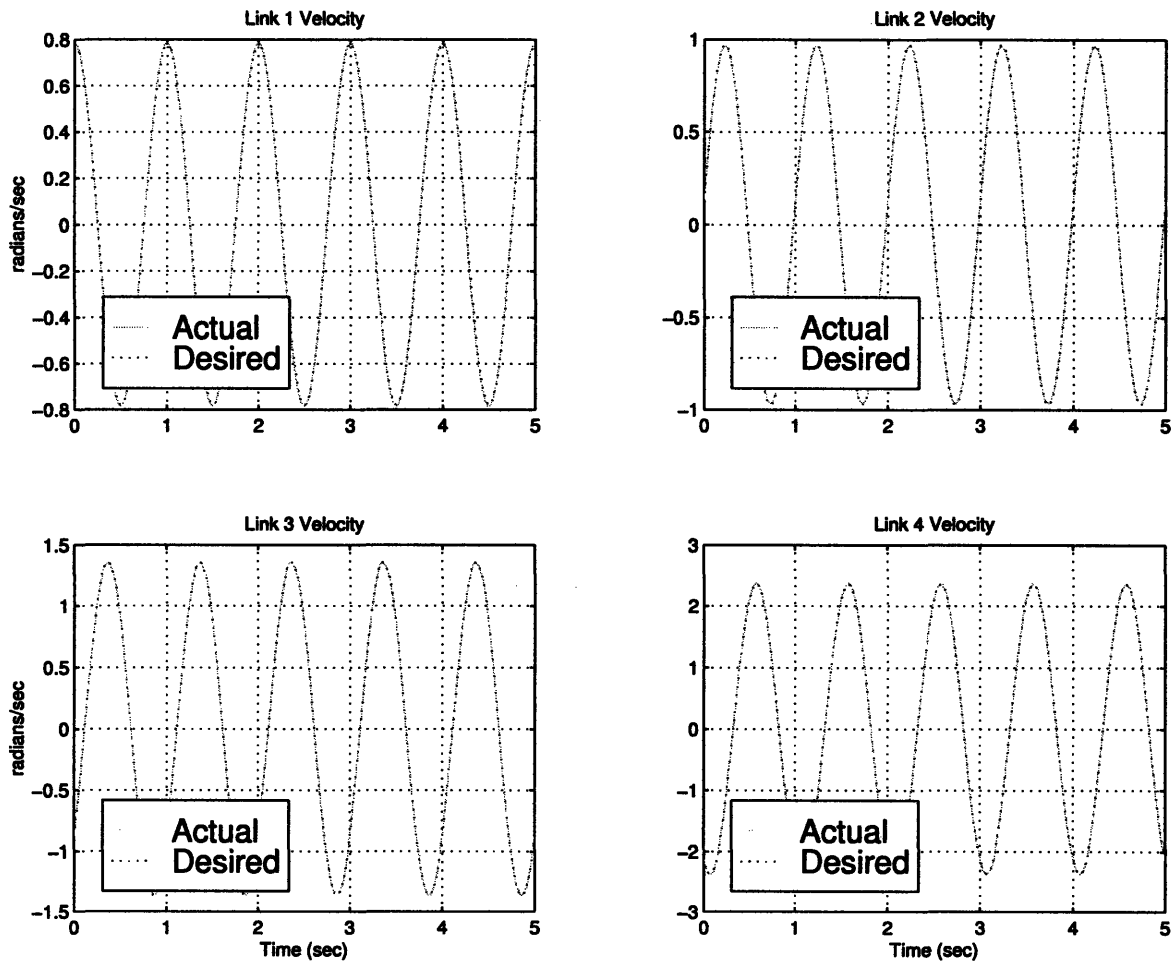 Link 1 Velocity
0.8
0.6
0.4
0.2
0
−0.2
−0.4
−0.6
−0.8
radians/sec
Actual
Desired
0 1 2 3 4 5
Link 2 Velocity
1
0.5
0
−0.5
−1
Actual
Desired
0 1 2 3 4 5
Link 3 Velocity
1.5
1
0.5
0
−0.5
−1
−1.5
radians/sec
Actual
Desired
0 1 2 3 4 5
Time (sec)
Link 4 Velocity
3
2
1
0
−1
−2
−3
Actual
Desired
0 1 2 3 4 5
Time (sec)